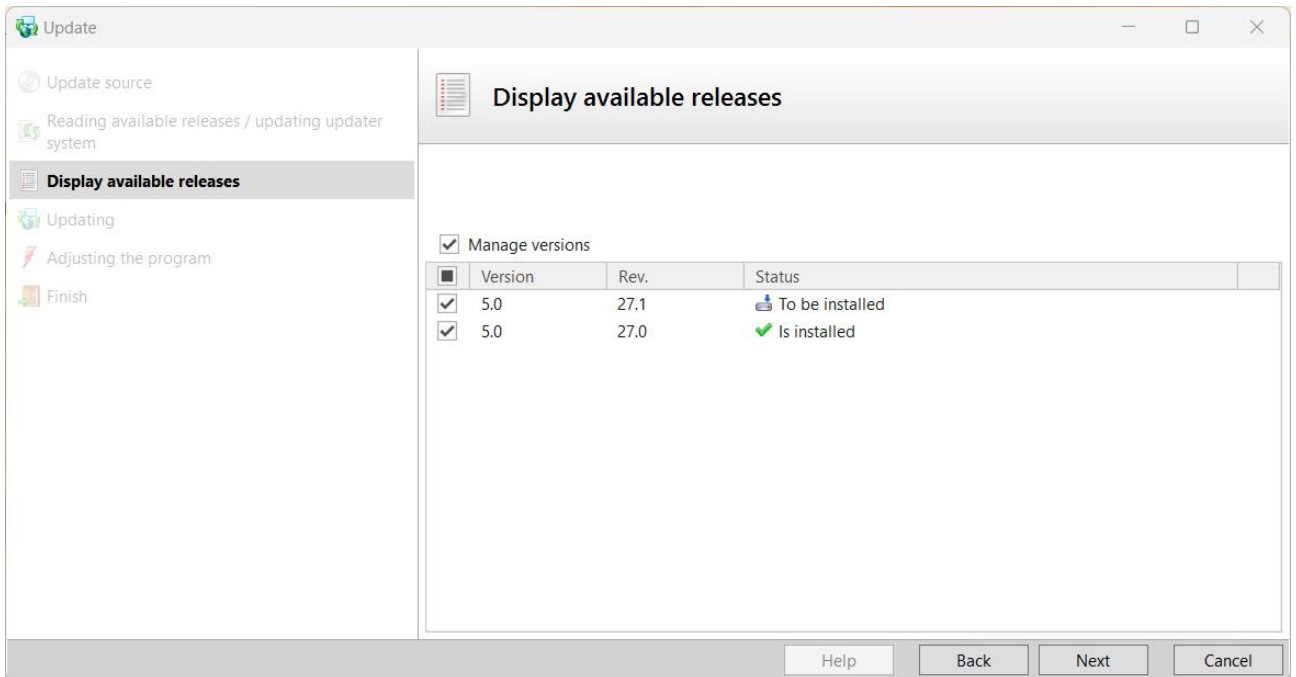 Update
Update source
Reading available releases / updating updater
system
Display available releases
Updating
Adjusting the program
Finish
Display available releases
Manage versions
Version Rev. Status
5.0 27.1 To be installed
5.0 27.0 Is installed
Help Back Next Cancel